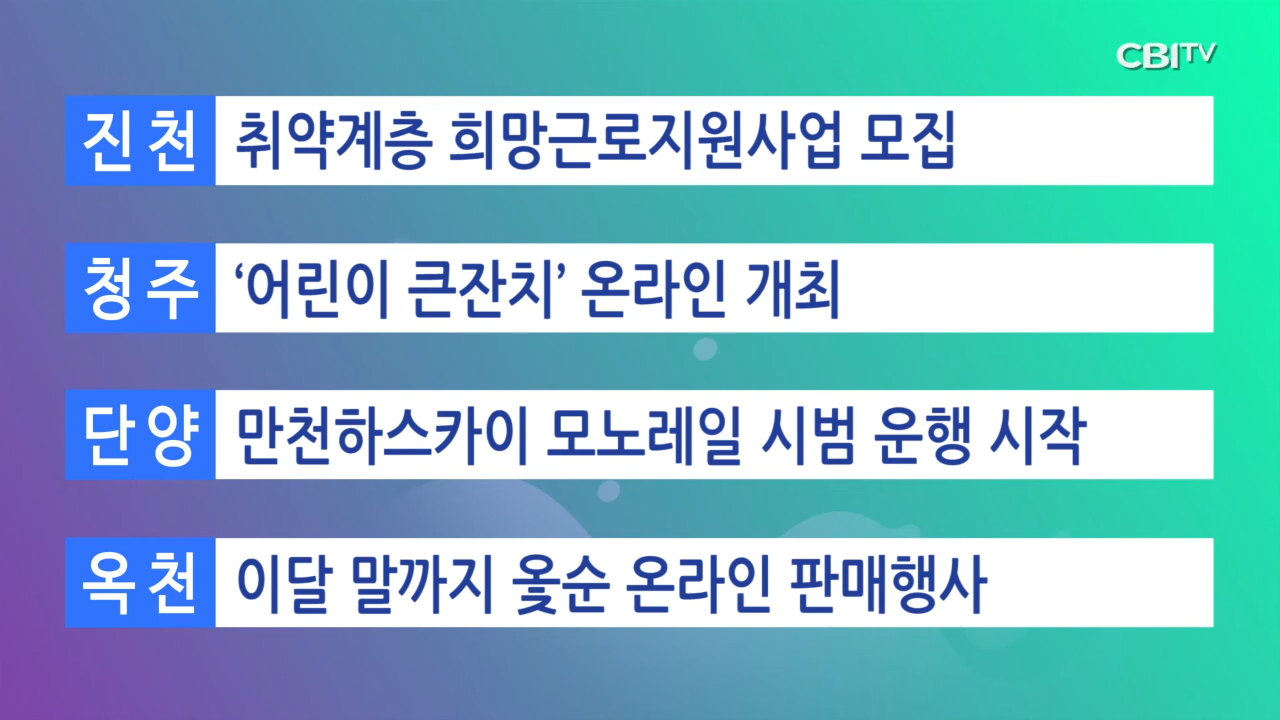 CBITV
진천 취약계층 희망근로지원사업 모집
청주 ‘어린이 큰잔치’ 온라인 개최
단양 만천하스카이 모노레일 시범 운행 시작
옥천 이달 말까지 옻순 온라인 판매행사